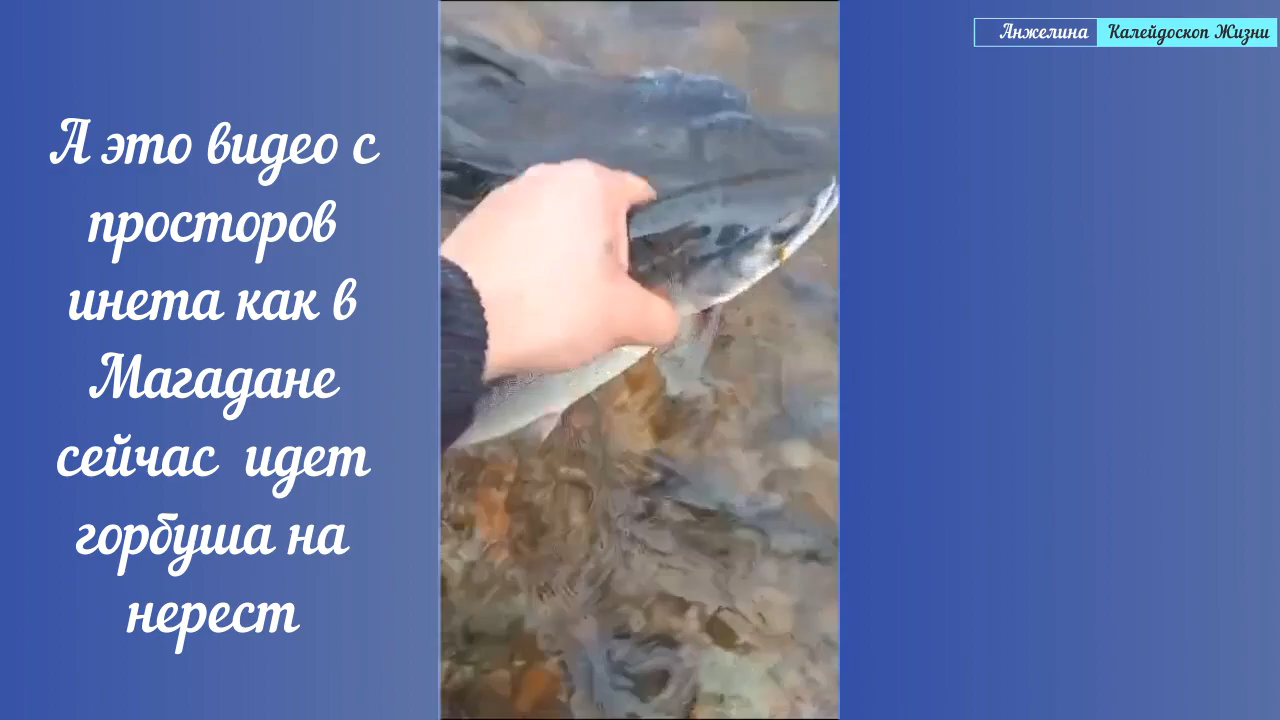 Анжелина Калейдоскоп Жизни
А это видео с
просторов
инета как в
Магадане
сейчас идет
горбуша на
нерест